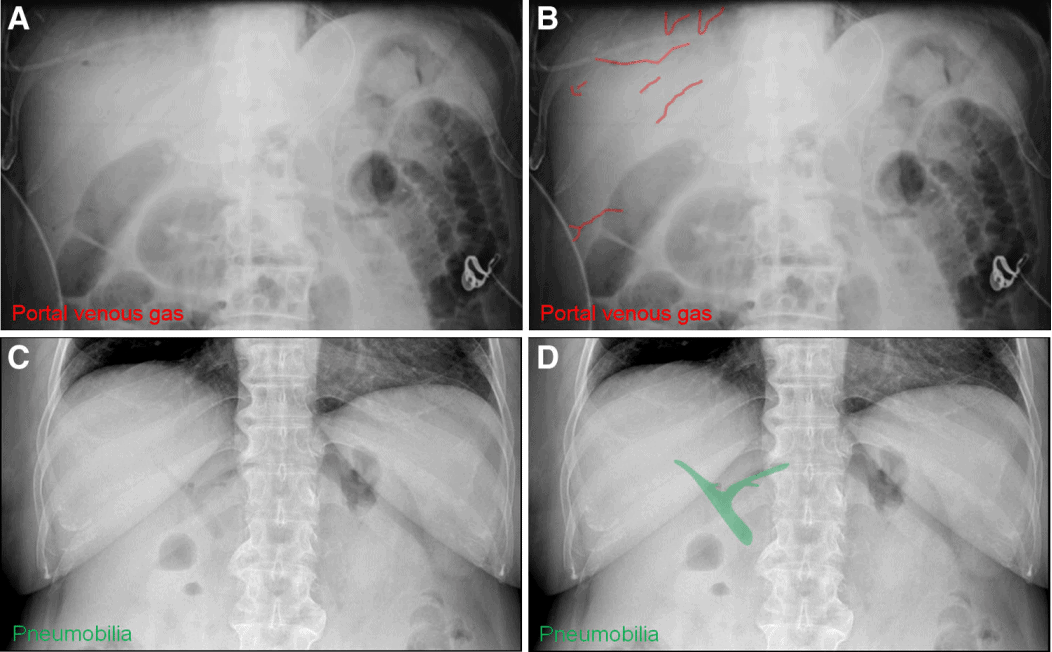 A
B
Portal venous gas
Portal venous gas
C
D
Pneumobilia
Pneumobilia